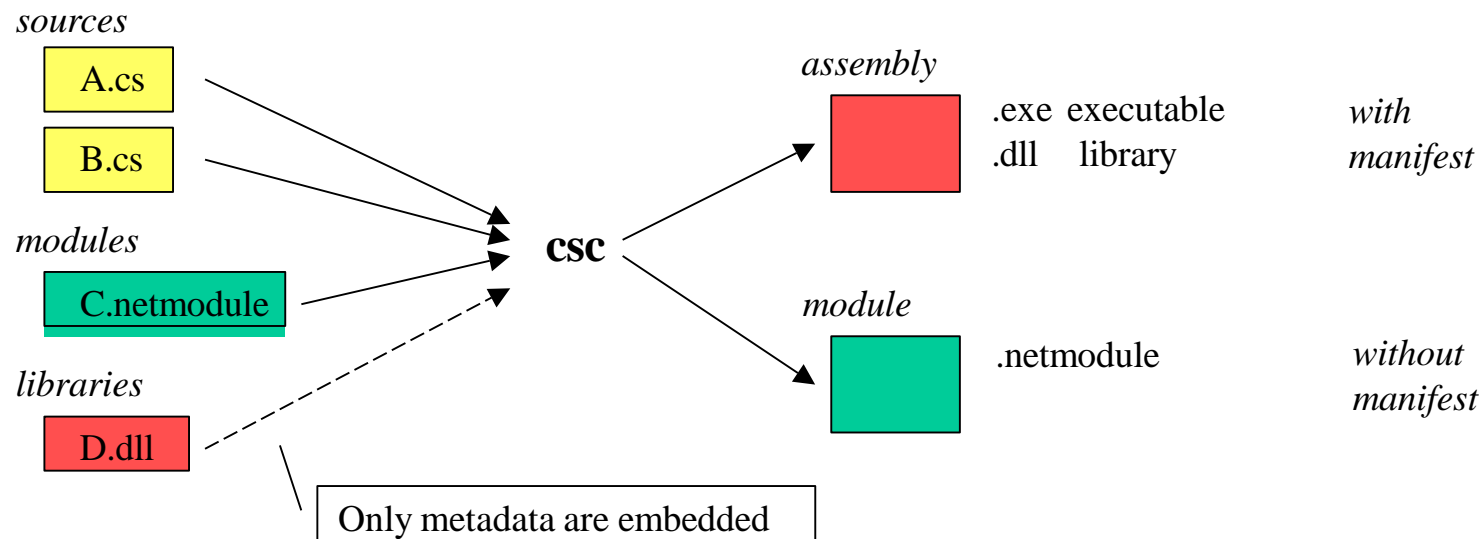 sources
A.cs
B.cs
modules
C.netmodule
libraries
D.dll
Only metadata are embedded
csc
assembly
.exe executable
.dll library
with
manifest
module
.netmodule
without
manifest